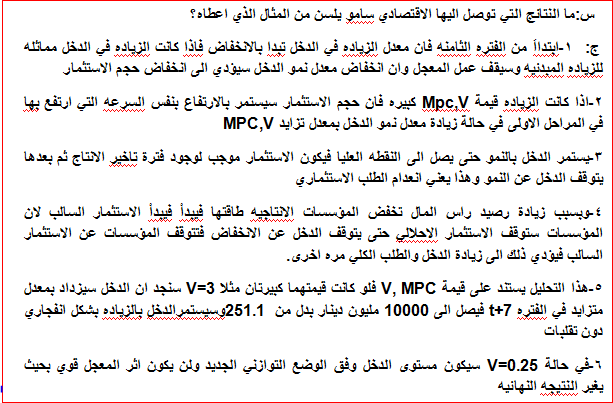 س:ما النتائج التي توصل اليها الاقتصادي سامو يلسن من المثال الذي اعطاه؟
ج: ١-ابتداأ من الفتره الثامنه فان معدل الزياده في الدخل تبدا بالانخفاض فاذا كانت الزياده في الدخل مماثله
للزياده المبدنيه وسيقف عمل المعجل وان انخفاض معدل نمو الدخل سيؤدي الى انخفاض حجم الاستثمار
٢-اذا كانت الزياده قيمة Mpc,V كبيره فان حجم الاستثمار سيستمر بالارتفاع بنفس السرعه التي ارتفع بها
في المراحل الاولى في حالة زيادة معدل نمو الدخل بمعدل تزايد MPC,V
٣-يستمر الدخل بالنمو حتى يصل الى النقطه العليا فيكون الاستثمار موجب لوجود فترة تاخير الانتاج ثم بعدها
يتوقف الدخل عن النمو وهذا يعني انعدام الطلب الاستثماري
٤-وبسبب زيادة رصيد راس المال تخفض المؤسسات الانتاجيه طاقتها فيبدأ فيبدأ الاستثمار السالب لان
المؤسسات ستوقف الاستثمار الاحلالي حتى يتوقف الدخل عن الانخفاض فتتوقف المؤسسات عن الاستثمار
السالب فيؤدي ذلك الى زيادة الدخل والطلب الكلي مره اخرى.
٥-هذا التحليل يستند على قيمة V, MPC فلو كانت قيمتهما كبيرتان مثلا V=3 سنجد ان الدخل سيزداد بمعدل
متزايد في الفتره t+7 فيصل الى 10000 مليون دينار بدل من 251.1وسيستمرالدخل بالزياده بشكل انفجاري
دون تقلبات
٦-في حالة V=0.25 سيكون مستوى الدخل وفق الوضع التوازني الجديد ولن يكون اثر المعجل قوي بحيث
يغير النتيجه النهائيه